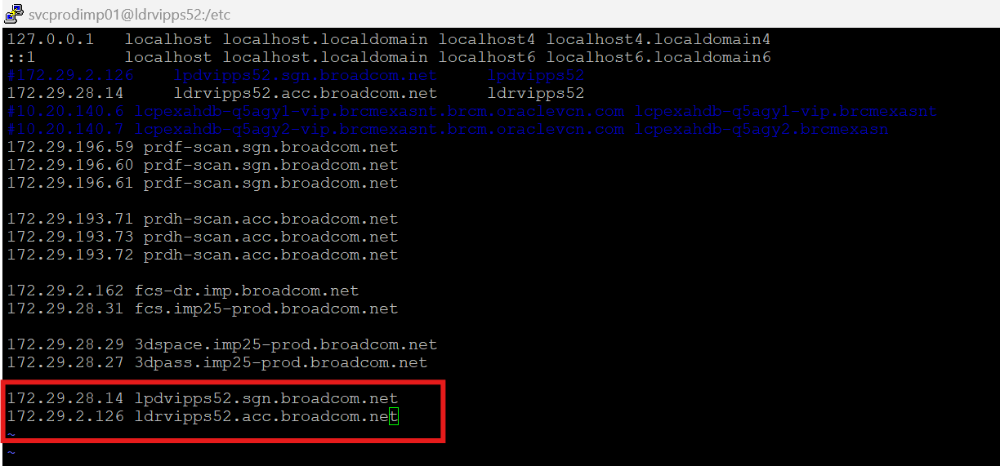 svcprodimp01@ldrvipps52:/etc
127.0.0.1   localhost localhost.localdomain localhost4 localhost4.localdomain4
::1         localhost localhost.localdomain localhost6 localhost6.localdomain6
#172.29.2.126    lpdvipps52.sgn.broadcom.net     lpdvipps52
172.29.28.14     ldrvipps52.acc.broadcom.net     ldrvipps52
#10.20.140.6 lcpexahdb-q5agy1-vip.brcmexasnt.brcm.oraclevcn.com lcpexahdb-q5agy1-vip.brcmexasnt
#10.20.140.7 lcpexahdb-q5agy2-vip.brcmexasnt.brcm.oraclevcn.com lcpexahdb-q5agy2.brcmexasn
172.29.196.59 prdf-scan.sgn.broadcom.net
172.29.196.60 prdf-scan.sgn.broadcom.net
172.29.196.61 prdf-scan.sgn.broadcom.net
172.29.193.71 prdh-scan.acc.broadcom.net
172.29.193.73 prdh-scan.acc.broadcom.net
172.29.193.72 prdh-scan.acc.broadcom.net
172.29.2.162 fcs-dr.imp.broadcom.net
172.29.28.31 fcs.imp25-prod.broadcom.net
172.29.28.29 3dspace.imp25-prod.broadcom.net
172.29.28.27 3dpass.imp25-prod.broadcom.net
172.29.28.14 lpdvipps52.sgn.broadcom.net
172.29.2.126 ldrvipps52.acc.broadcom.net
~
~